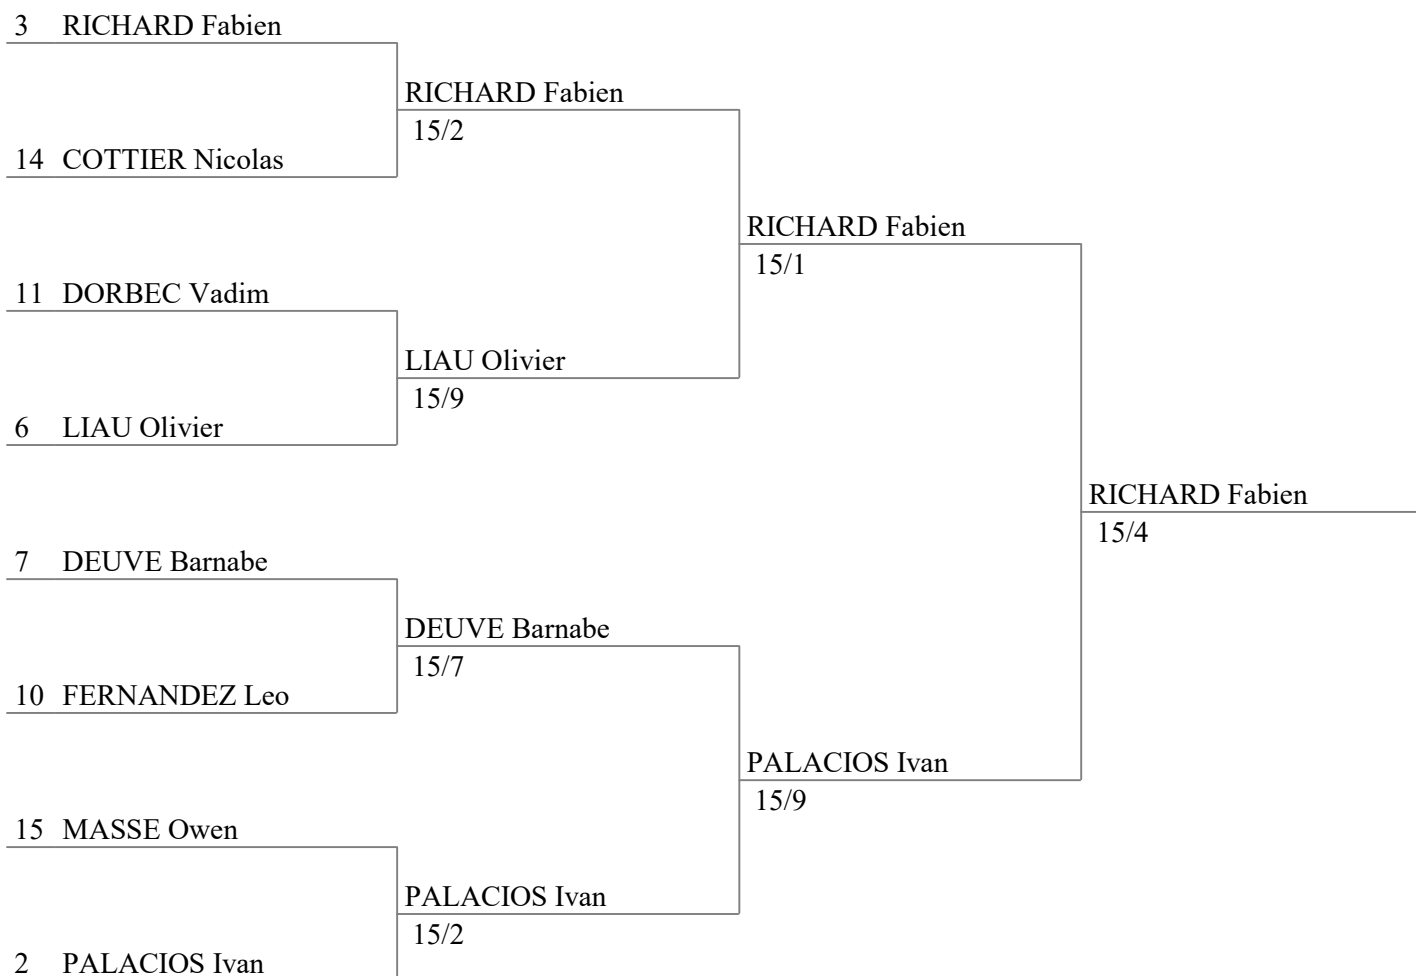 3 RICHARD Fabien
RICHARD Fabien
15/2
14 COTTIER Nicolas
RICHARD Fabien
15/1
11 DORBEC Vadim
LIAU Olivier
15/9
6 LIAU Olivier
RICHARD Fabien
15/4
7 DEUVE Barnabe
DEUVE Barnabe
15/7
10 FERNANDEZ Leo
PALACIOS Ivan
15/9
15 MASSE Owen
PALACIOS Ivan
15/2
2 PALACIOS Ivan